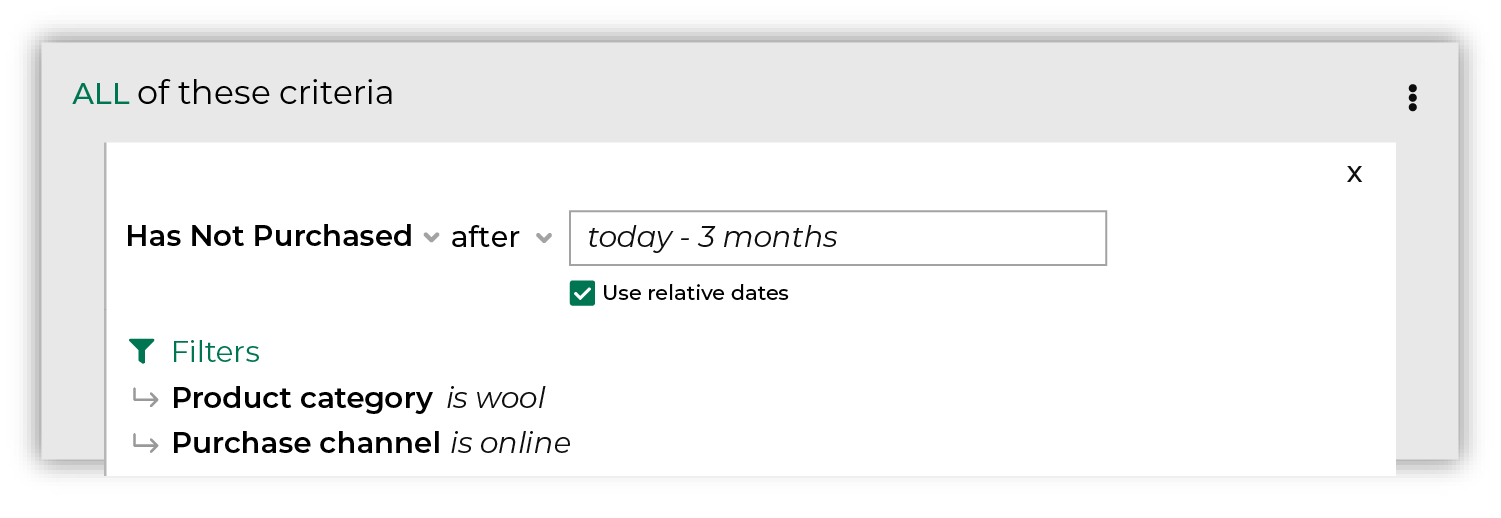 ALL of these criteria
x
Has Not Purchased after today - 3 months
Use relative dates
Filters
Product category is wool
Purchase channel is online